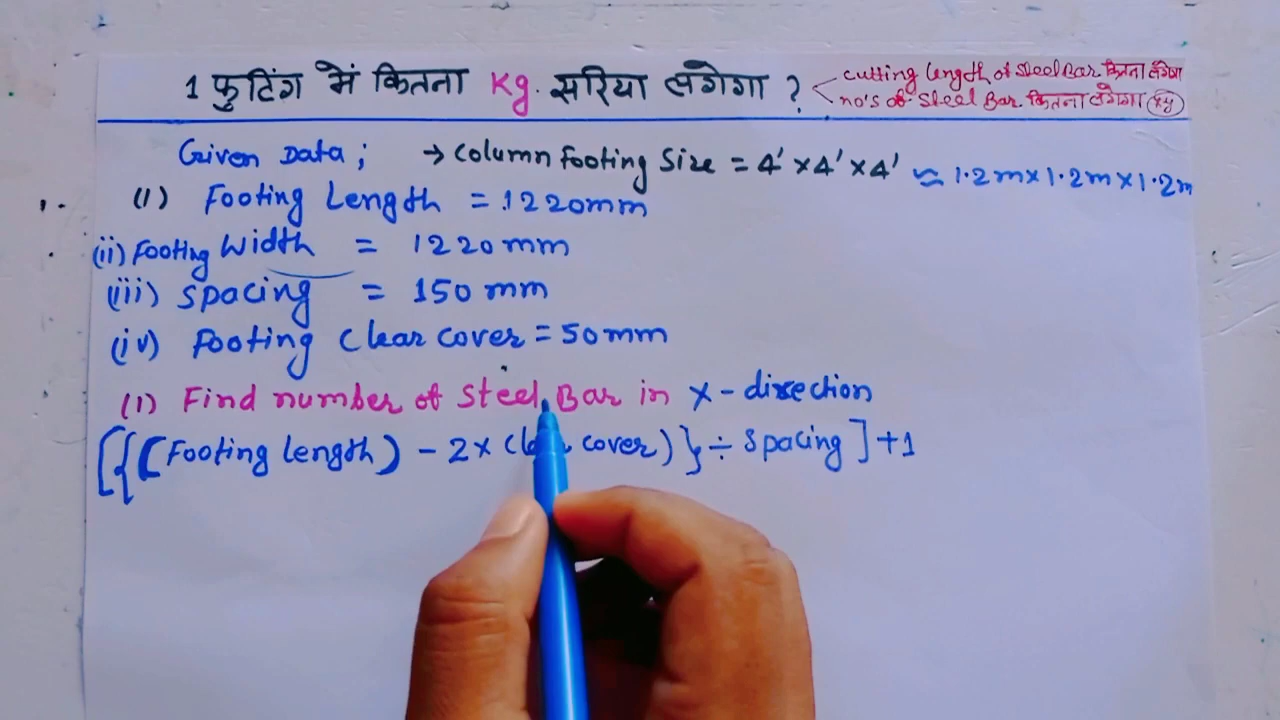 1 फुटिंग में कितना Kg. सरिया लगेगा ?
cutting length of steel Bar कितना लगेगा
no's of steel Bar कितना लगेगा (xy)
Given Data ; → Column Footing Size = 4' × 4' × 4' ≈ 1.2m × 1.2m × 1.2m
(i) Footing Length = 1220mm
(ii) Footing Width = 1220 mm
(iii) Spacing = 150 mm
(iv) Footing Clear cover = 50mm
(1) Find number of Steel Bar in X - direction
[{(Footing length) - 2 × cover)} ÷ Spacing ] + 1